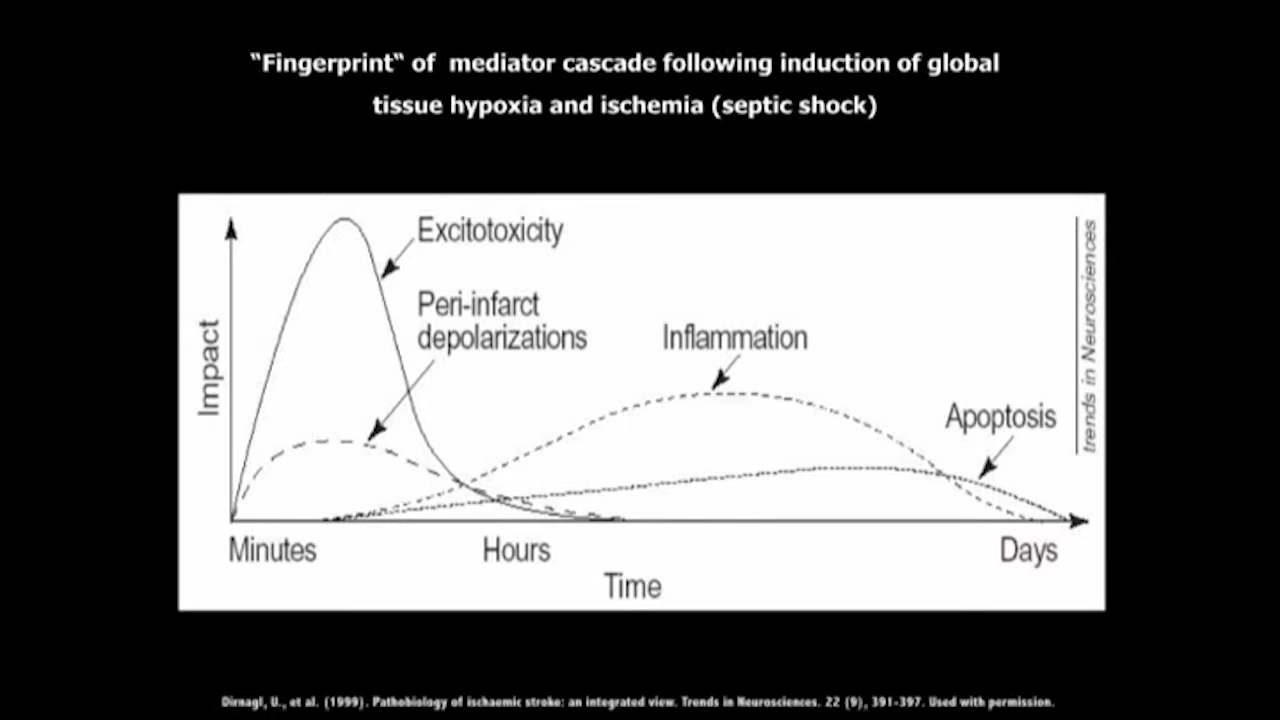 "Fingerprint" of mediator cascade following induction of global
tissue hypoxia and ischemia (septic shock)
Excitotoxicity
Peri-infarct
depolarizations
Inflammation
Apoptosis
Impact
trends in Neurosciences
Minutes
Hours
Days
Time
Dirnagl, U., et al. (1999). Pathobiology of ischaemic stroke: an integrated view. Trends in Neurosciences. 22 (9), 391-397. Used with permission.